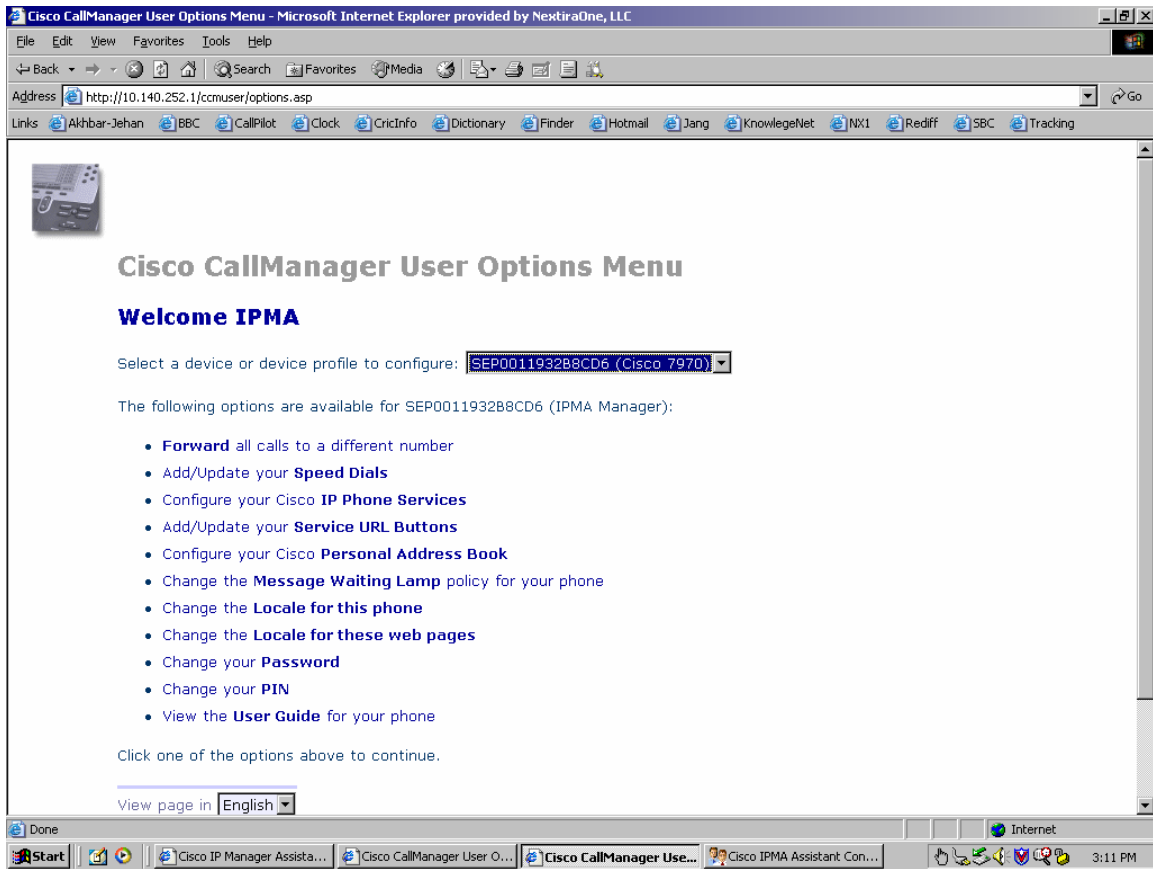 Cisco CallManager User Options Menu - Microsoft Internet Explorer provided by NextiraOne, LLC
File Edit View Favorites Tools Help
Back Search Favorites Media
Address http://10.140.252.1/ccmuser/options.asp Go
Links Akhbar-Jehan BBC CallPilot Clock CricInfo Dictionary Finder Hotmail Jang KnowlegeNet NX1 Rediff SBC Tracking
Cisco CallManager User Options Menu
Welcome IPMA
Select a device or device profile to configure: SEP0011932B8CD6 (Cisco 7970)
The following options are available for SEP0011932B8CD6 (IPMA Manager):
• Forward all calls to a different number
• Add/Update your Speed Dials
• Configure your Cisco IP Phone Services
• Add/Update your Service URL Buttons
• Configure your Cisco Personal Address Book
• Change the Message Waiting Lamp policy for your phone
• Change the Locale for this phone
• Change the Locale for these web pages
• Change your Password
• Change your PIN
• View the User Guide for your phone
Click one of the options above to continue.
View page in English
Done Internet
Start Cisco IP Manager Assista... Cisco CallManager User O... Cisco CallManager Use... Cisco IPMA Assistant Con... 3:11 PM